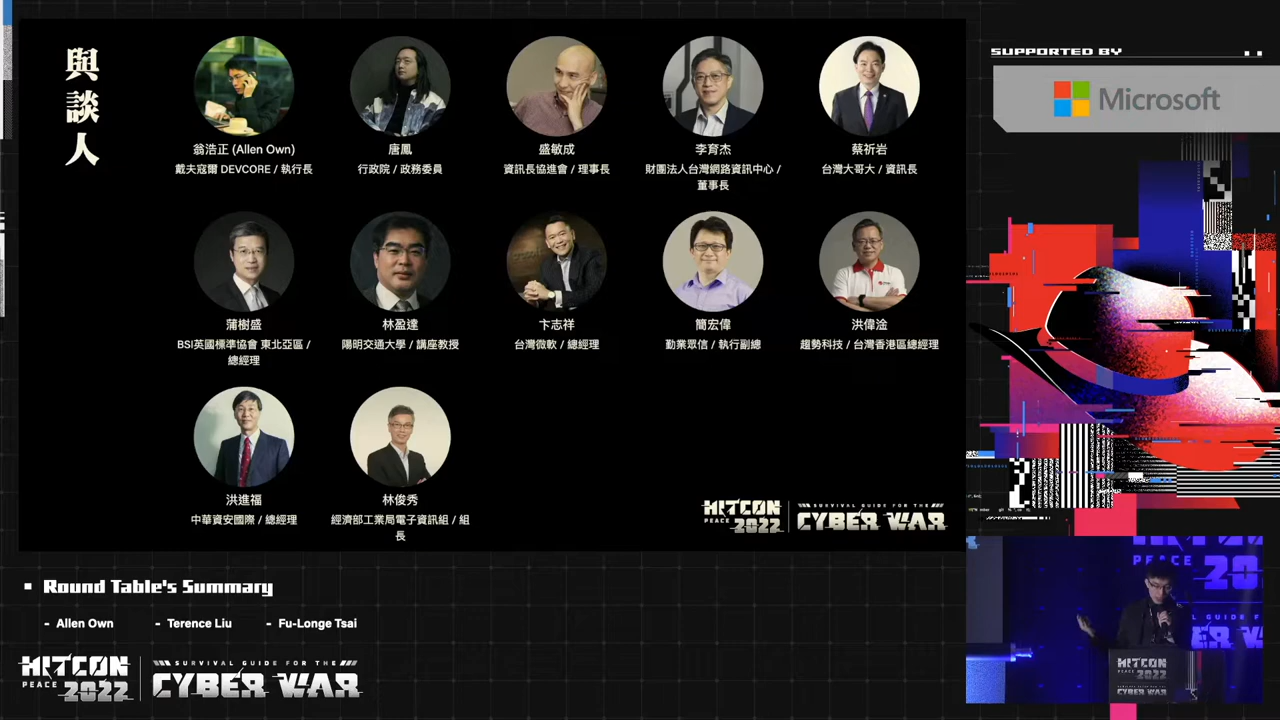 與談人
翁浩正 (Allen Own)
戴夫寇爾 DEVCORE / 執行長
唐鳳
行政院 / 政務委員
盛敏成
資訊長協進會 / 理事長
李育杰
財團法人台灣網路資訊中心 /
董事長
蔡祈岩
台灣大哥大 / 資訊長
蒲樹盛
BSI英國標準協會 東北亞區 /
總經理
林盈達
陽明交通大學 / 講座教授
卞志祥
台灣微軟 / 總經理
簡宏偉
勤業眾信 / 執行副總
洪偉淦
趨勢科技 / 台灣香港區總經理
洪進福
中華資安國際 / 總經理
林俊秀
經濟部工業局電子資訊組 / 組
長
HITCON
PEACE 2022
SURVIVAL GUIDE FOR THE
CYBER WAR
SUPPORTED BY
Microsoft
Round Table's Summary
- Allen Own
- Terence Liu
- Fu-Longe Tsai
HITCON
PEACE 2022
SURVIVAL GUIDE FOR THE
CYBER WAR
HITCON
PEACE 2022
CYBER WAR